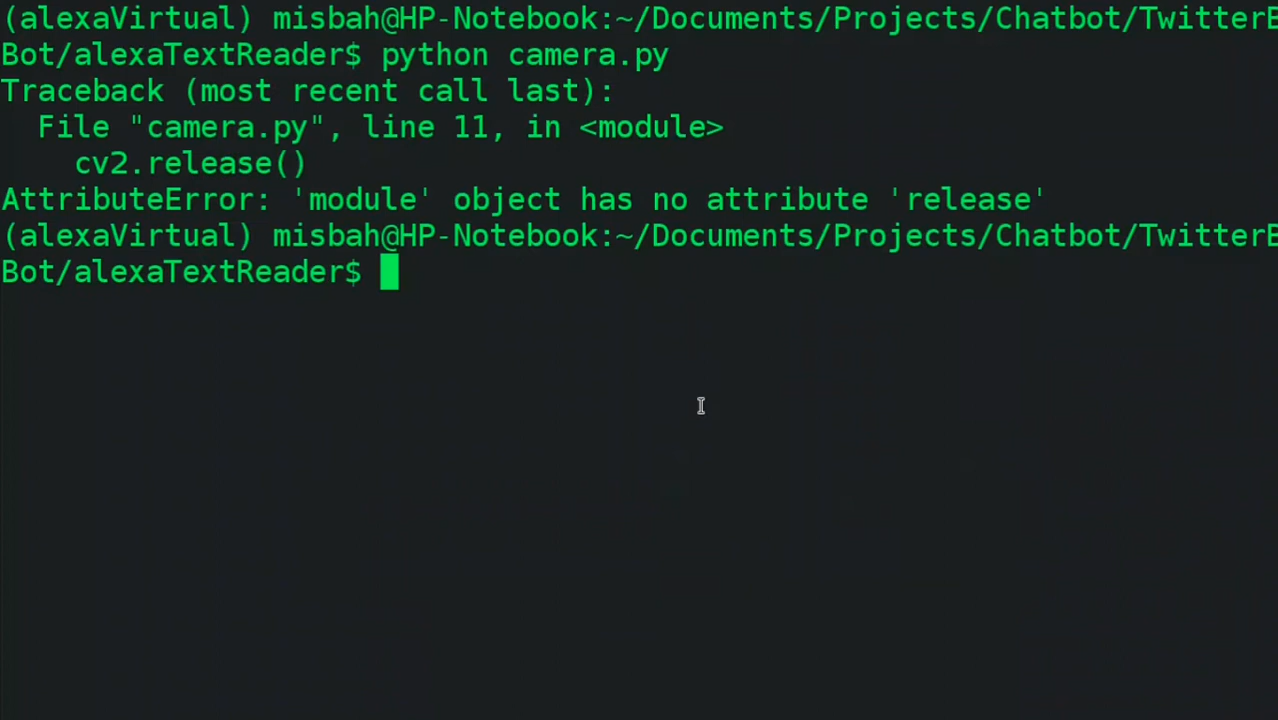 (alexaVirtual) misbah@HP-Notebook:~/Documents/Projects/Chatbot/TwitterB
Bot/alexaTextReader$ python camera.py
Traceback (most recent call last):
  File "camera.py", line 11, in <module>
    cv2.release()
AttributeError: 'module' object has no attribute 'release'
(alexaVirtual) misbah@HP-Notebook:~/Documents/Projects/Chatbot/TwitterB
Bot/alexaTextReader$